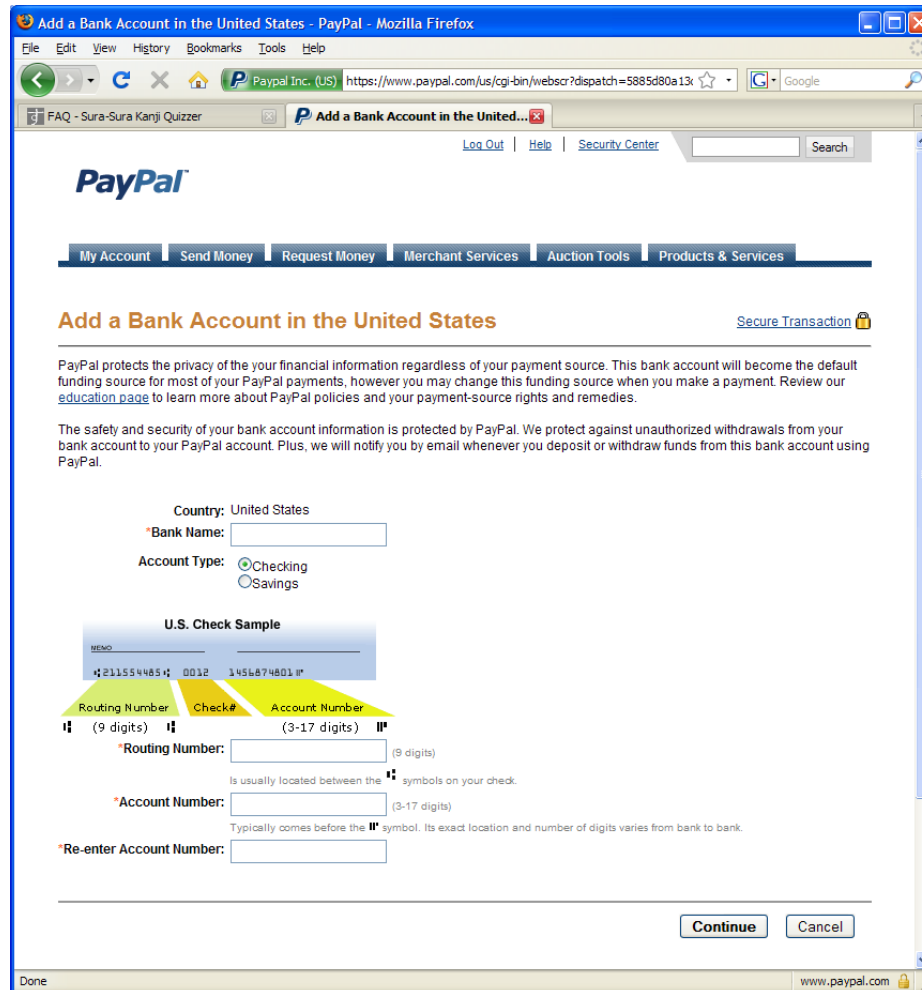 Add a Bank Account in the United States - PayPal - Mozilla Firefox
File Edit View History Bookmarks Tools Help
Paypal Inc. (US) https://www.paypal.com/us/cgi-bin/webscr?dispatch=5885d80a13c G Google
FAQ - Sura-Sura Kanji Quizzer Add a Bank Account in the United...
Log Out | Help | Security Center Search
PayPal
My Account Send Money Request Money Merchant Services Auction Tools Products & Services
Add a Bank Account in the United States
Secure Transaction
PayPal protects the privacy of the your financial information regardless of your payment source. This bank account will become the default
funding source for most of your PayPal payments, however you may change this funding source when you make a payment. Review our
education page to learn more about PayPal policies and your payment-source rights and remedies.
The safety and security of your bank account information is protected by PayPal. We protect against unauthorized withdrawals from your
bank account to your PayPal account. Plus, we will notify you by email whenever you deposit or withdraw funds from this bank account using
PayPal.
Country: United States
*Bank Name:
Account Type: Checking
Savings
U.S. Check Sample
MEMO
⑆211554485⑆ 0012 1456874801⑈
Routing Number Check# Account Number
⑆ (9 digits) ⑆ (3-17 digits) ⑈
*Routing Number: (9 digits)
Is usually located between the ⑆ symbols on your check.
*Account Number: (3-17 digits)
Typically comes before the ⑈ symbol. Its exact location and number of digits varies from bank to bank.
*Re-enter Account Number:
Continue Cancel
Done www.paypal.com